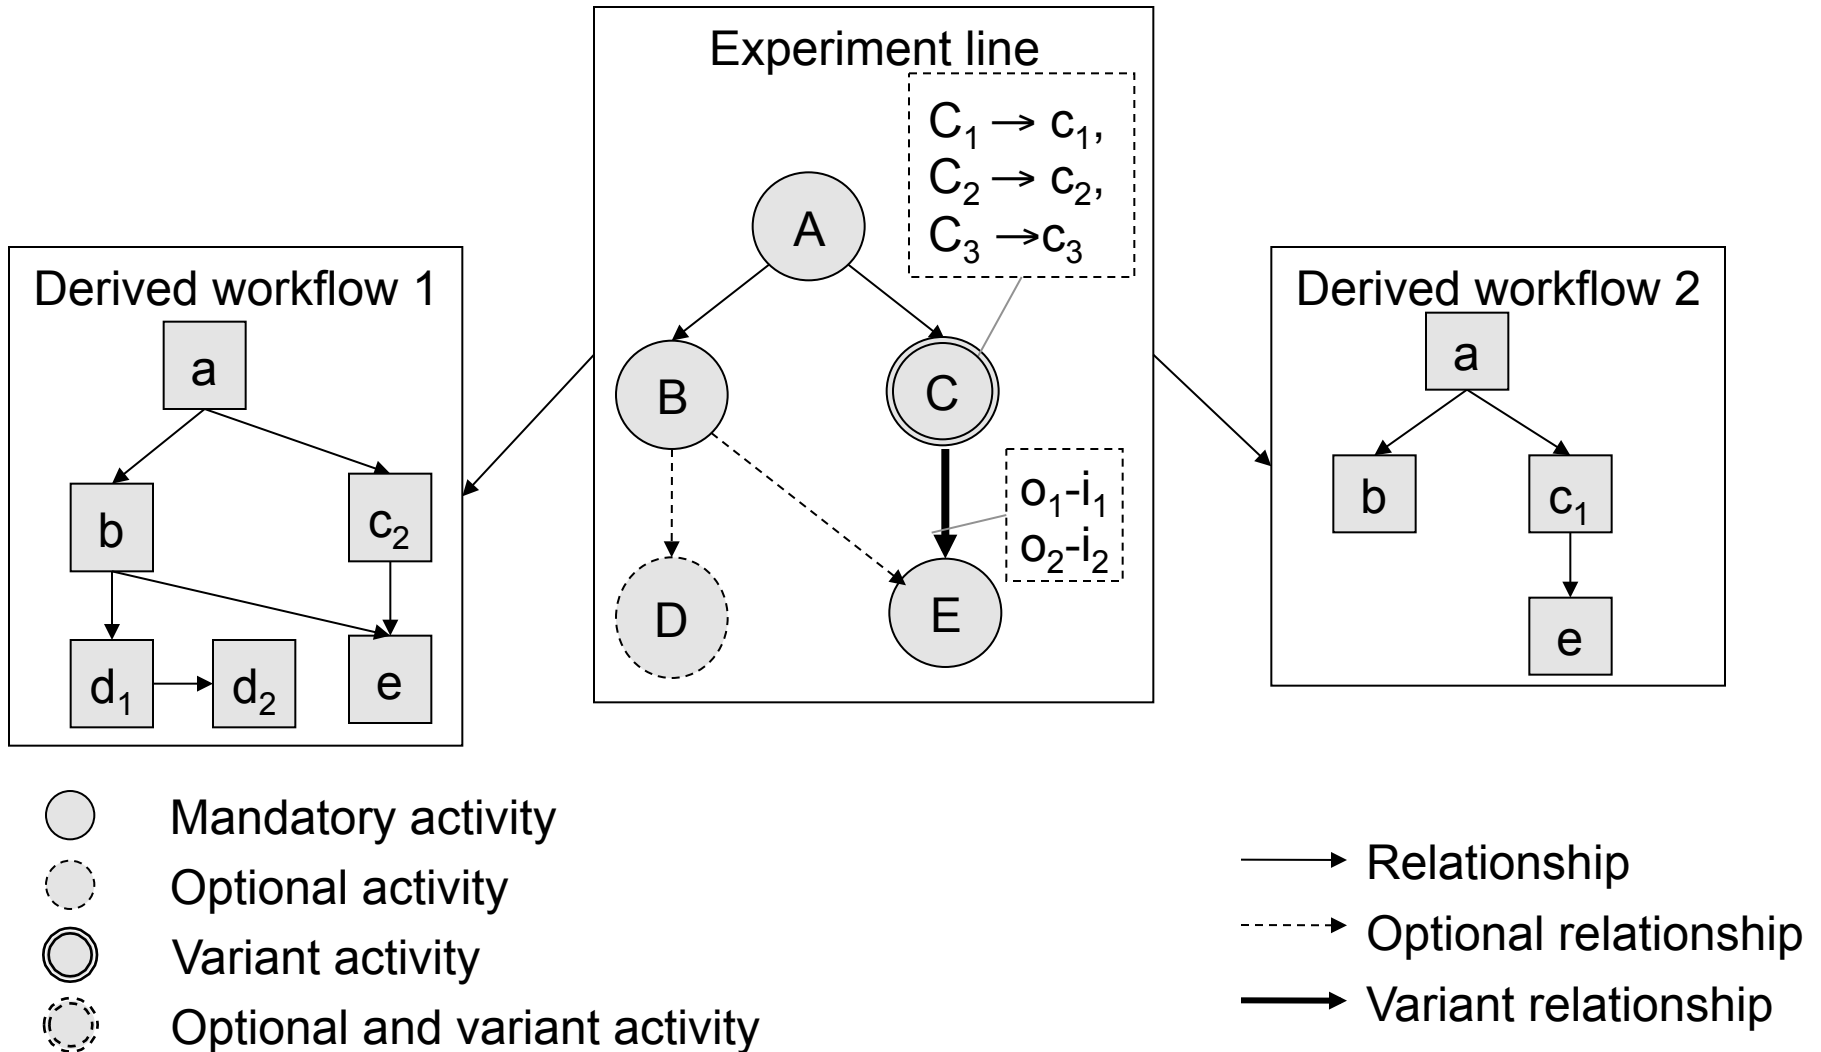 Experiment line
C₁ → c₁,
C₂ → c₂,
C₃ →c₃
A
B
C
o₁-i₁
o₂-i₂
D
E
Derived workflow 1
a
b
c₂
d₁
d₂
e
Derived workflow 2
a
b
c₁
e
Mandatory activity
Optional activity
Variant activity
Optional and variant activity
Relationship
Optional relationship
Variant relationship